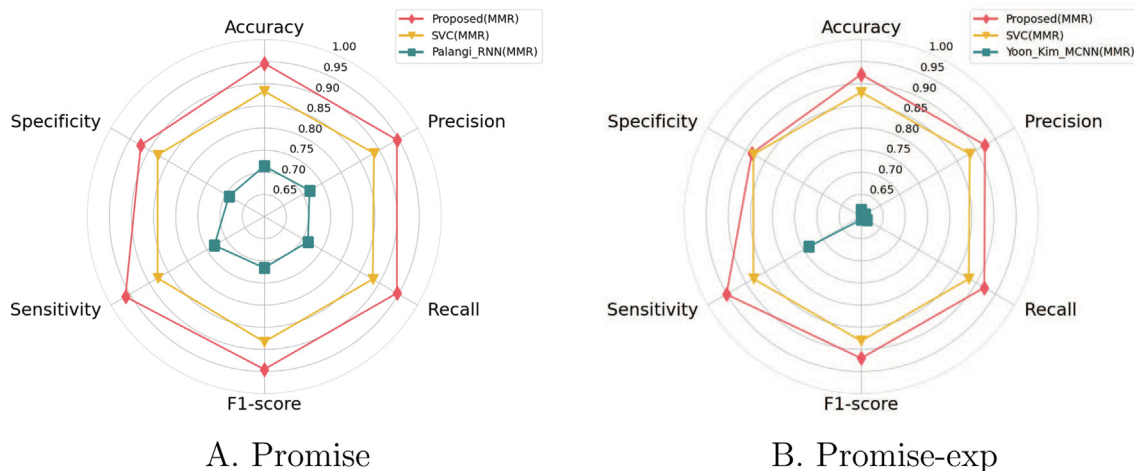 Proposed(MMR)
SVC(MMR)
Palangi_RNN(MMR)
Accuracy
1.00
0.95
0.90
0.85
0.80
0.75
0.70
0.65
Specificity
Precision
Sensitivity
Recall
F1-score
A. Promise
Proposed(MMR)
SVC(MMR)
Yoon_Kim_MCNN(MMR)
Accuracy
1.00
0.95
0.90
0.85
0.80
0.75
0.70
0.65
Specificity
Precision
Sensitivity
Recall
F1-score
B. Promise-exp